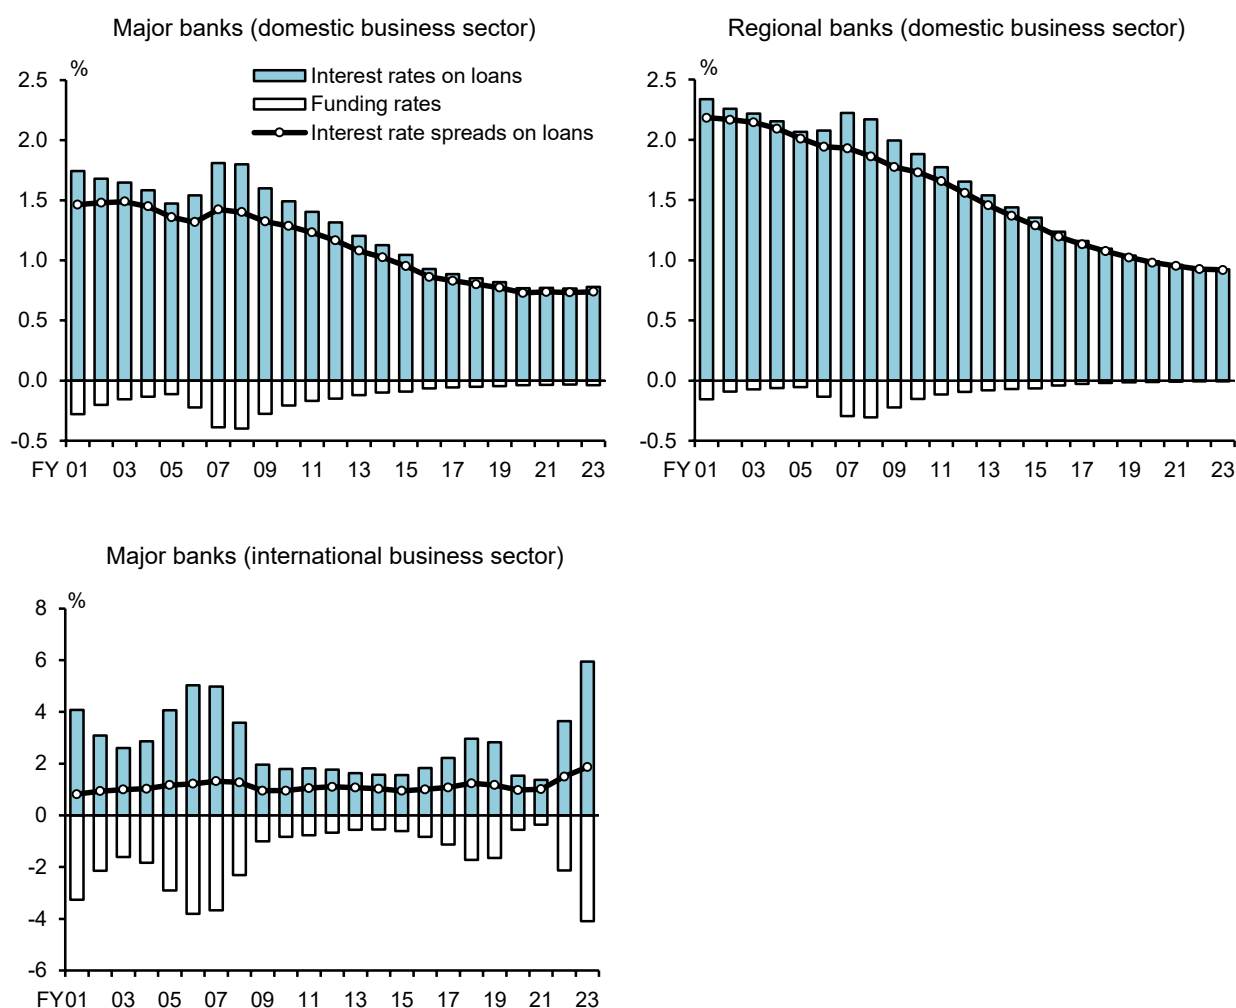 Major banks (domestic business sector)
%
Interest rates on loans
Funding rates
Interest rate spreads on loans
2.5
2.0
1.5
1.0
0.5
0.0
-0.5
FY 01 03 05 07 09 11 13 15 17 19 21 23
Regional banks (domestic business sector)
%
2.5
2.0
1.5
1.0
0.5
0.0
-0.5
FY 01 03 05 07 09 11 13 15 17 19 21 23
Major banks (international business sector)
%
8
6
4
2
0
-2
-4
-6
FY 01 03 05 07 09 11 13 15 17 19 21 23